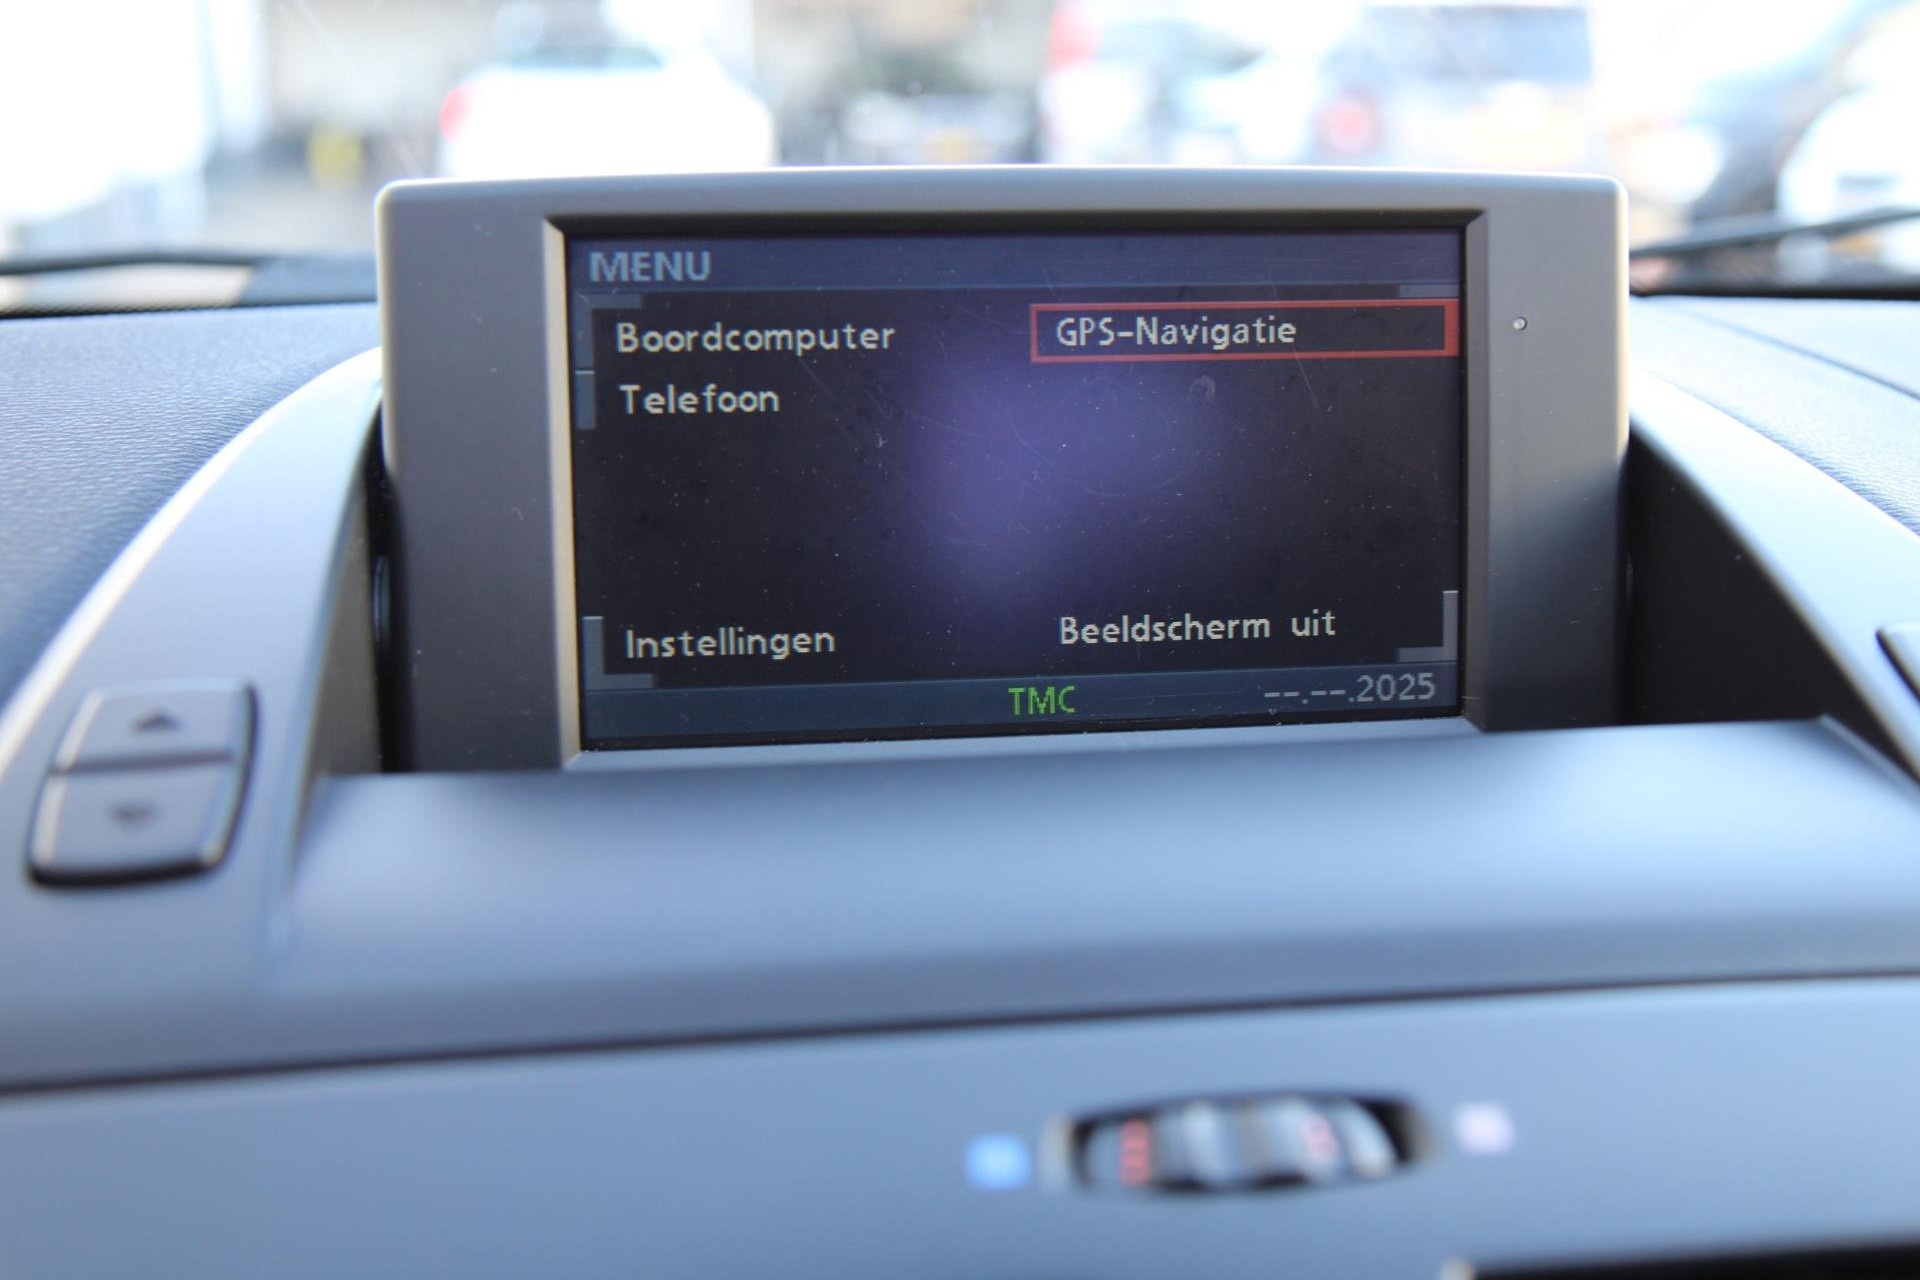 MENU
Boordcomputer
GPS-Navigatie
Telefoon
Instellingen
Beeldscherm uit
TMC
--.--.2025